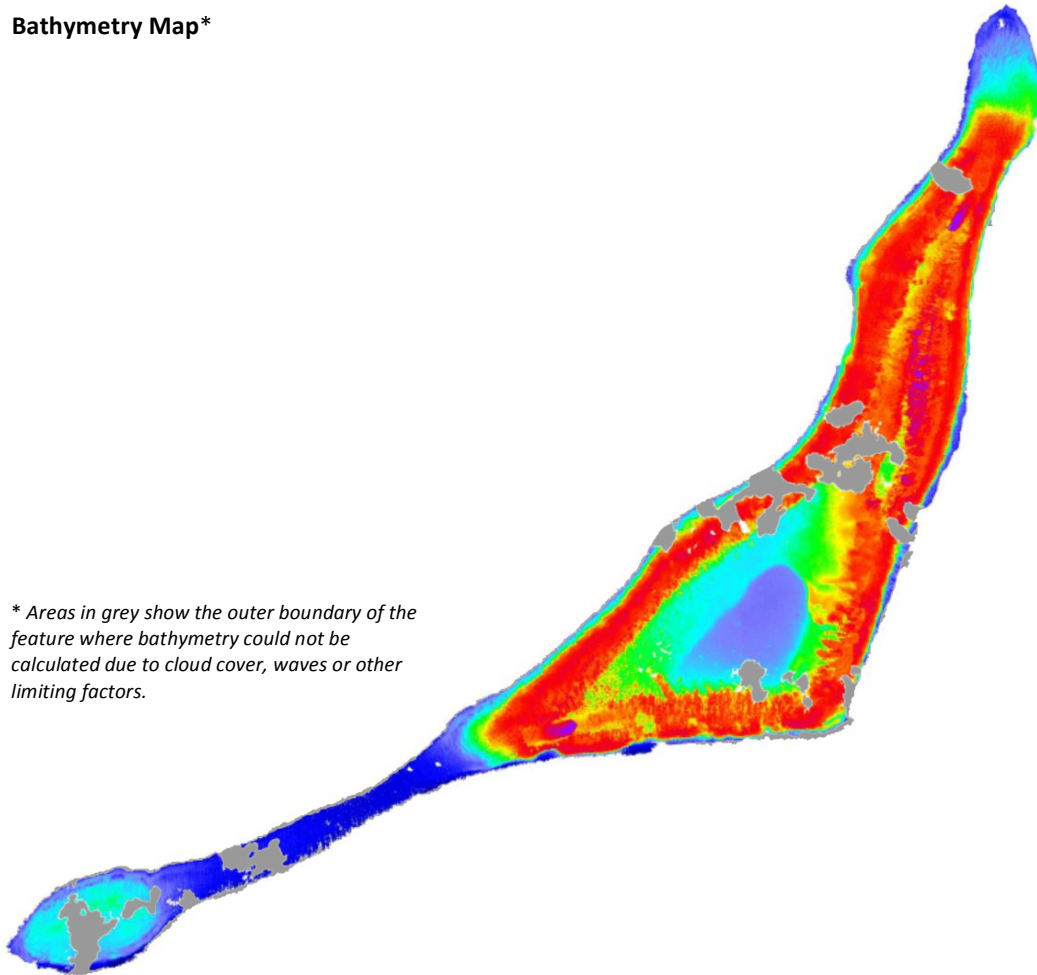 Bathymetry Map*
* Areas in grey show the outer boundary of the
feature where bathymetry could not be
calculated due to cloud cover, waves or other
limiting factors.